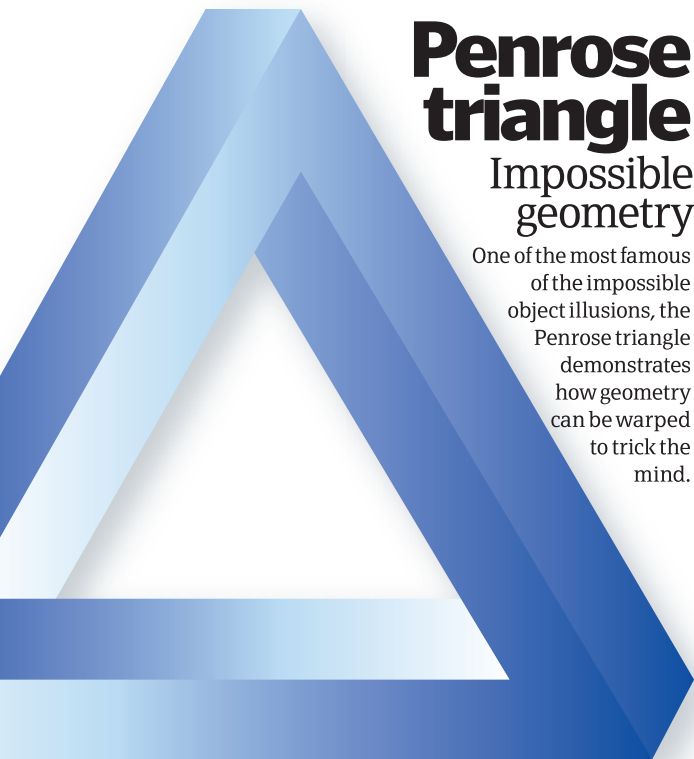 Penrose
triangle
Impossible
geometry
One of the most famous
of the impossible
object illusions, the
Penrose triangle
demonstrates
how geometry
can be warped
to trick the
mind.